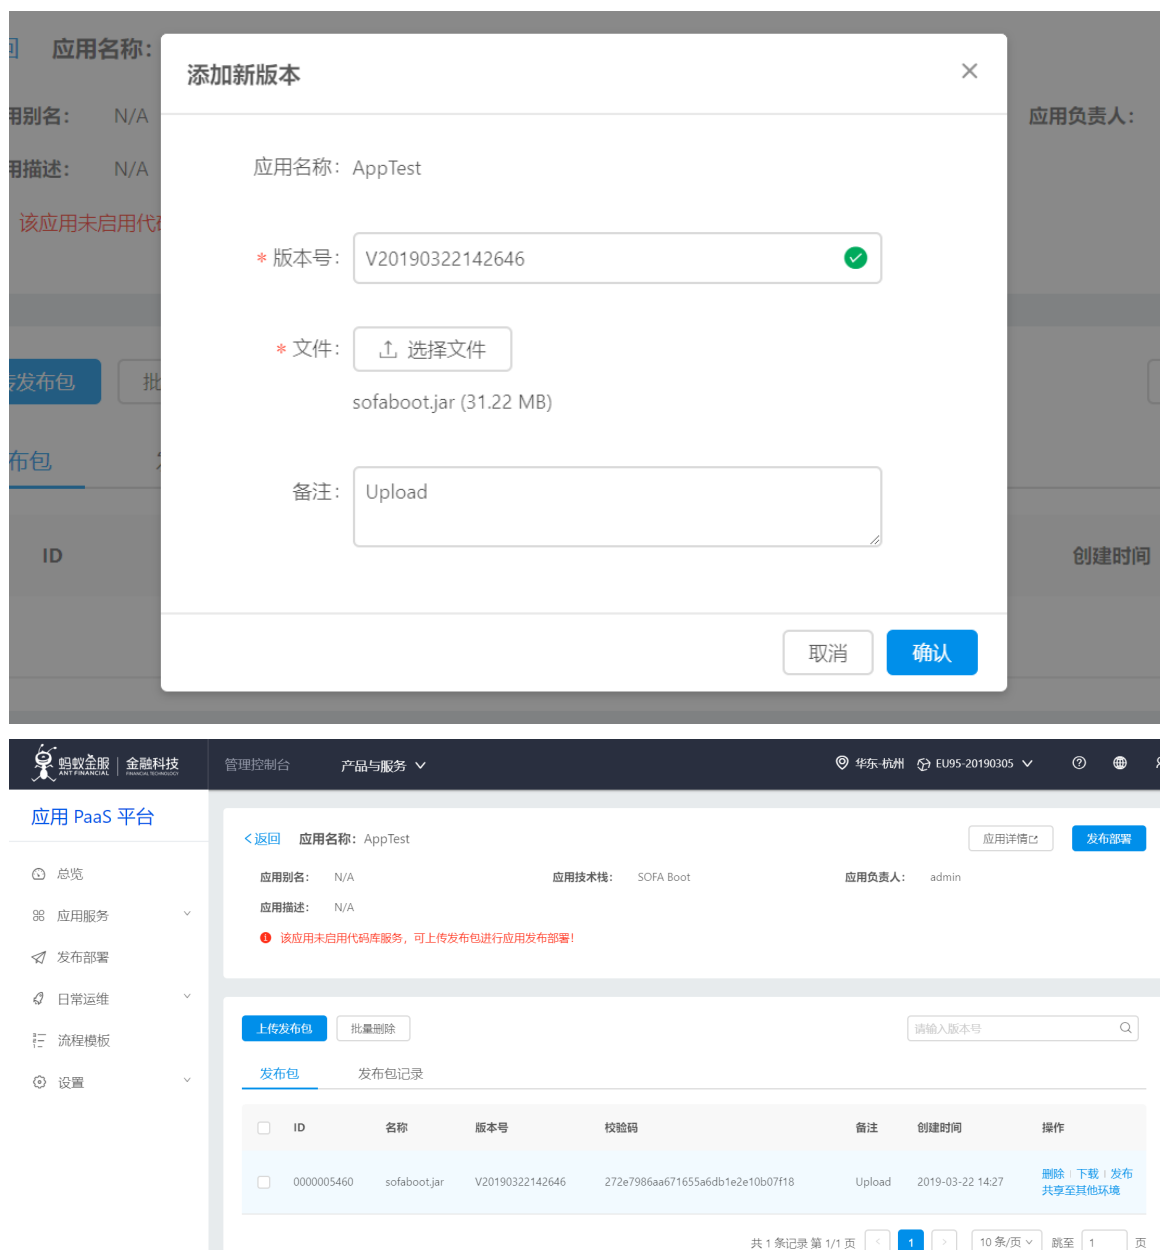 应用名称：
添加新版本
用别名： N/A
应用负责人：
用描述： N/A
应用名称： AppTest
该应用未启用代
* 版本号： V20190322142646
* 文件： 选择文件
发布包
批
sofaboot.jar (31.22 MB)
布包
备注： Upload
ID
创建时间
取消 确认
蚂蚁金服 金融科技
ANT FINANCIAL FINANCIAL TECHNOLOGY
管理控制台 产品与服务 华东-杭州 EU95-20190305
应用 PaaS 平台
<返回 应用名称： AppTest 应用详情 发布部署
总览
应用别名： N/A 应用技术栈： SOFA Boot 应用负责人： admin
应用服务
应用描述： N/A
该应用未启用代码库服务，可上传发布包进行应用发布部署！
发布部署
日常运维
上传发布包 批量删除 请输入版本号
流程模板
发布包 发布包记录
设置
ID 名称 版本号 校验码 备注 创建时间 操作
0000005460 sofaboot.jar V20190322142646 272e7986aa671655a6db1e2e10b07f18 Upload 2019-03-22 14:27 删除 下载 发布
共享至其他环境
共 1 条记录 第 1/1 页 < 1 > 10 条/页 跳至 1 页